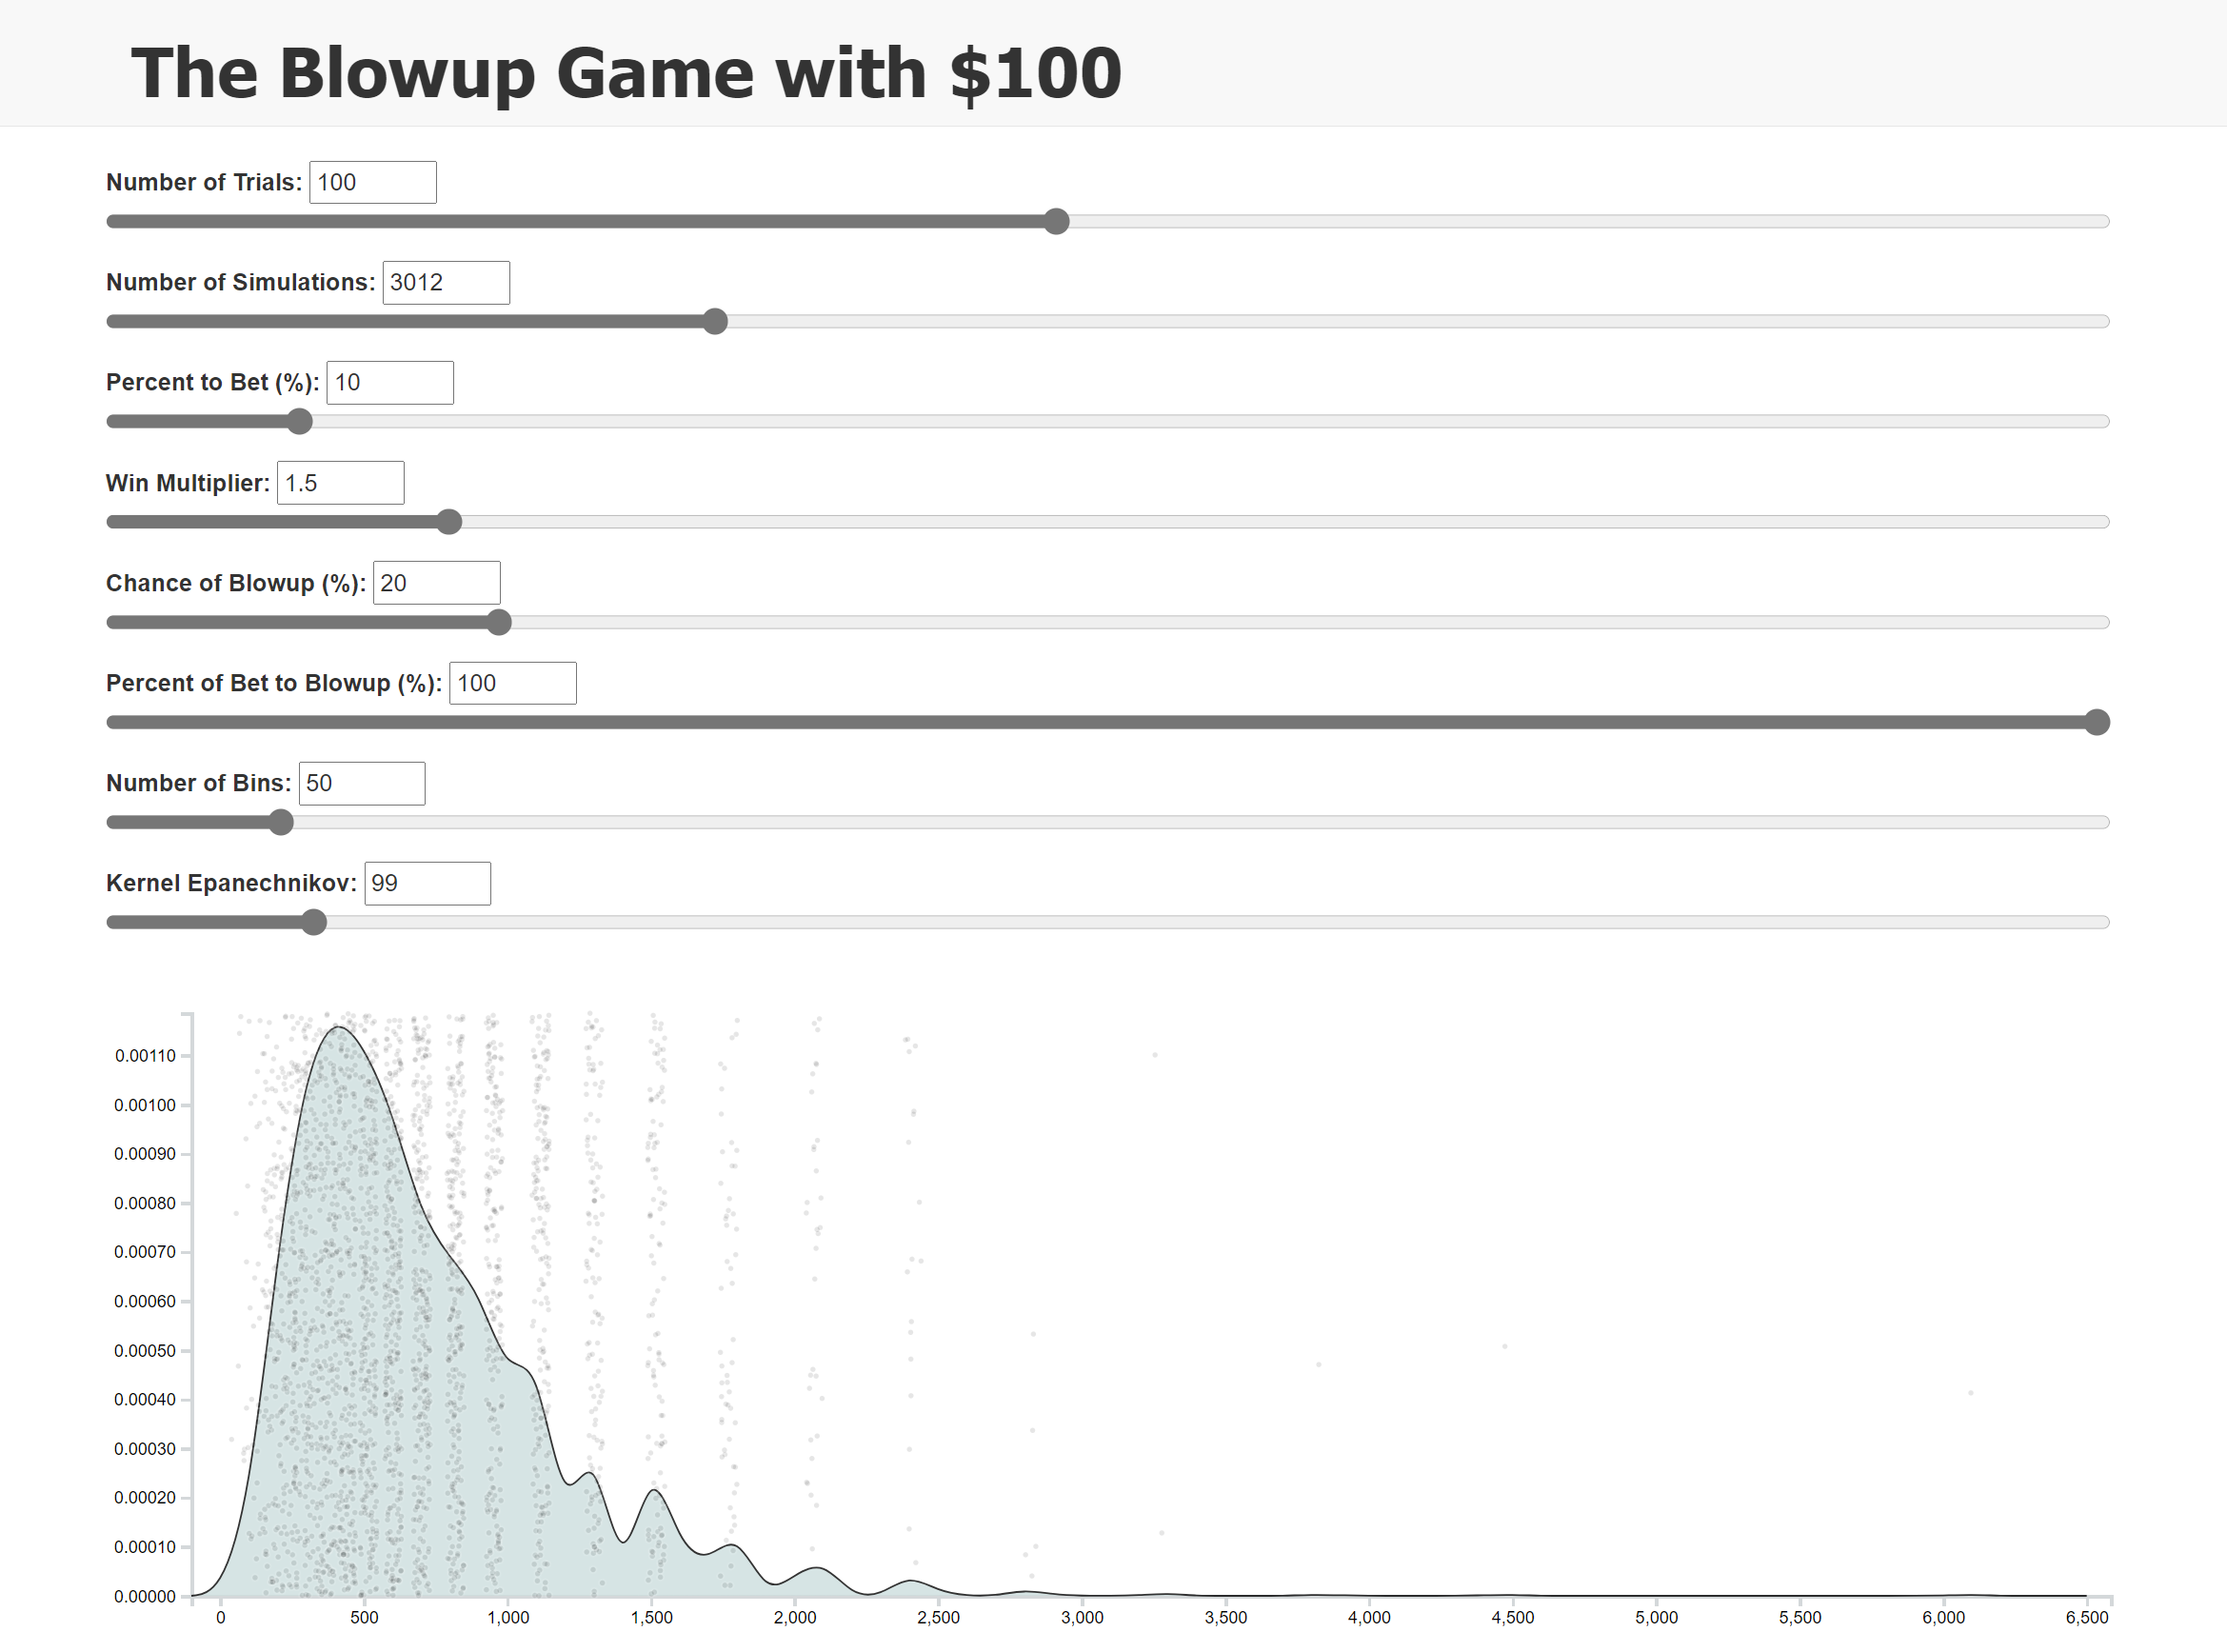 The Blowup Game with $100
Number of Trials: 100
Number of Simulations: 3012
Percent to Bet (%): 10
Win Multiplier: 1.5
Chance of Blowup (%): 20
Percent of Bet to Blowup (%): 100
Number of Bins: 50
Kernel Epanechnikov: 99
0.00110
0.00100
0.00090
0.00080
0.00070
0.00060
0.00050
0.00040
0.00030
0.00020
0.00010
0.00000
0 500 1,000 1,500 2,000 2,500 3,000 3,500 4,000 4,500 5,000 5,500 6,000 6,500